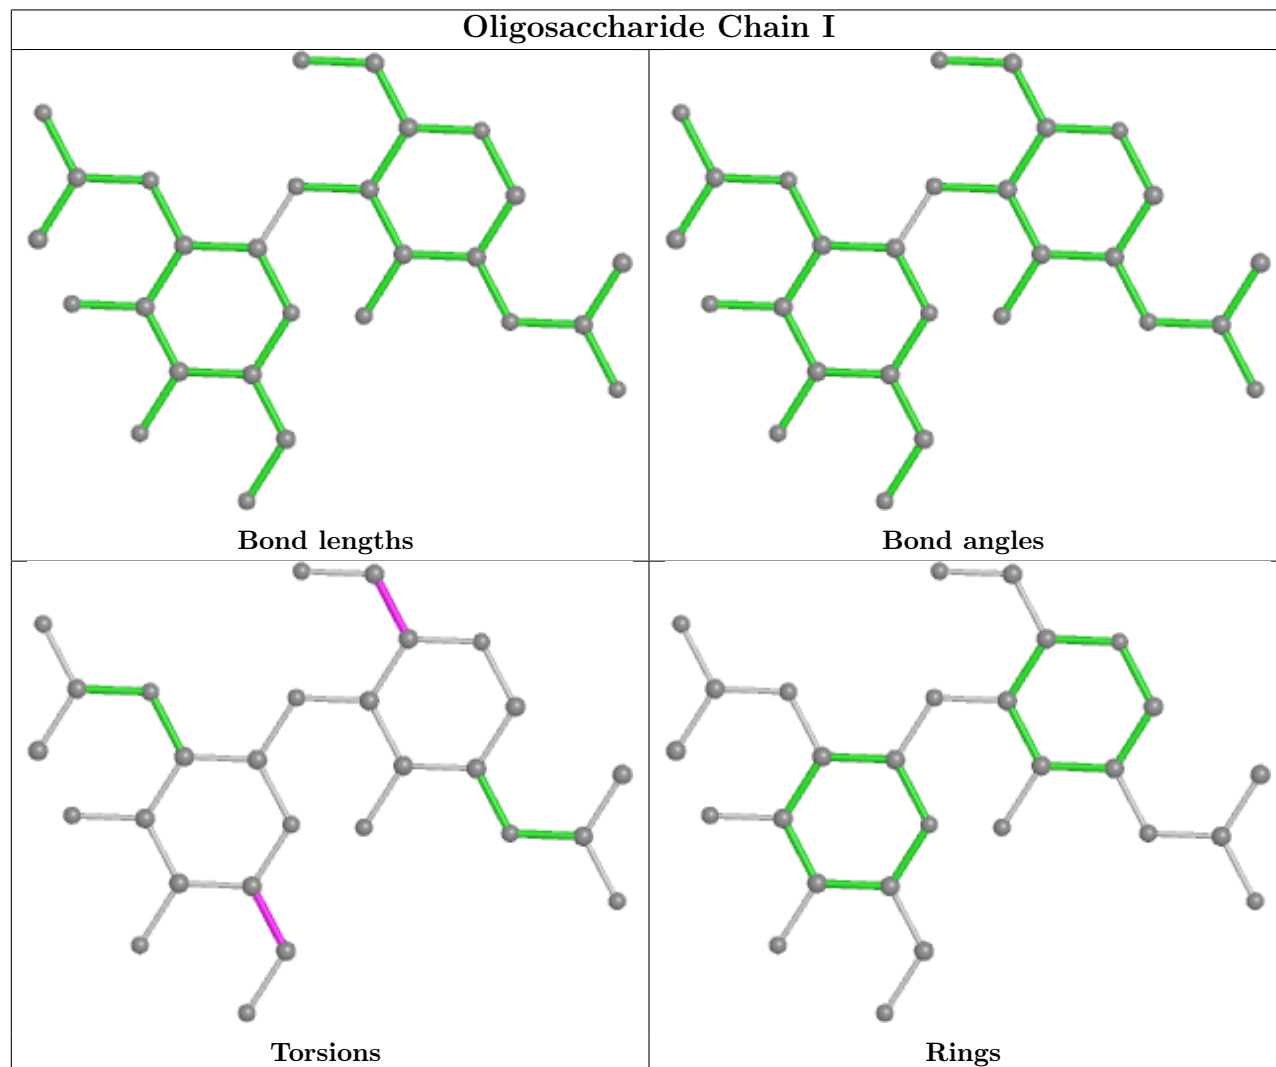 Oligosaccharide Chain I
Bond lengths
Bond angles
Torsions
Rings